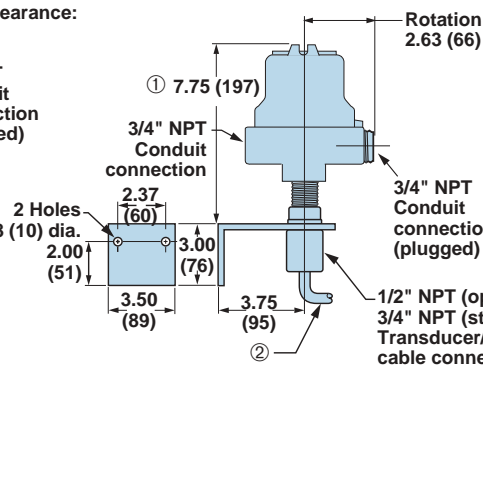 earance:
Rotation
2.63 (66)
① 7.75 (197)
3/4" NPT
Conduit
connection
3/4" NPT
Conduit
connectio
(plugged)
2 Holes
(10) dia.
2.37
(60)
2.00
(51)
3.00
(76)
3.50
(89)
3.75
(95)
②
1/2" NPT (op
3/4" NPT (st
Transducer/
cable conne
it
ction
ed)